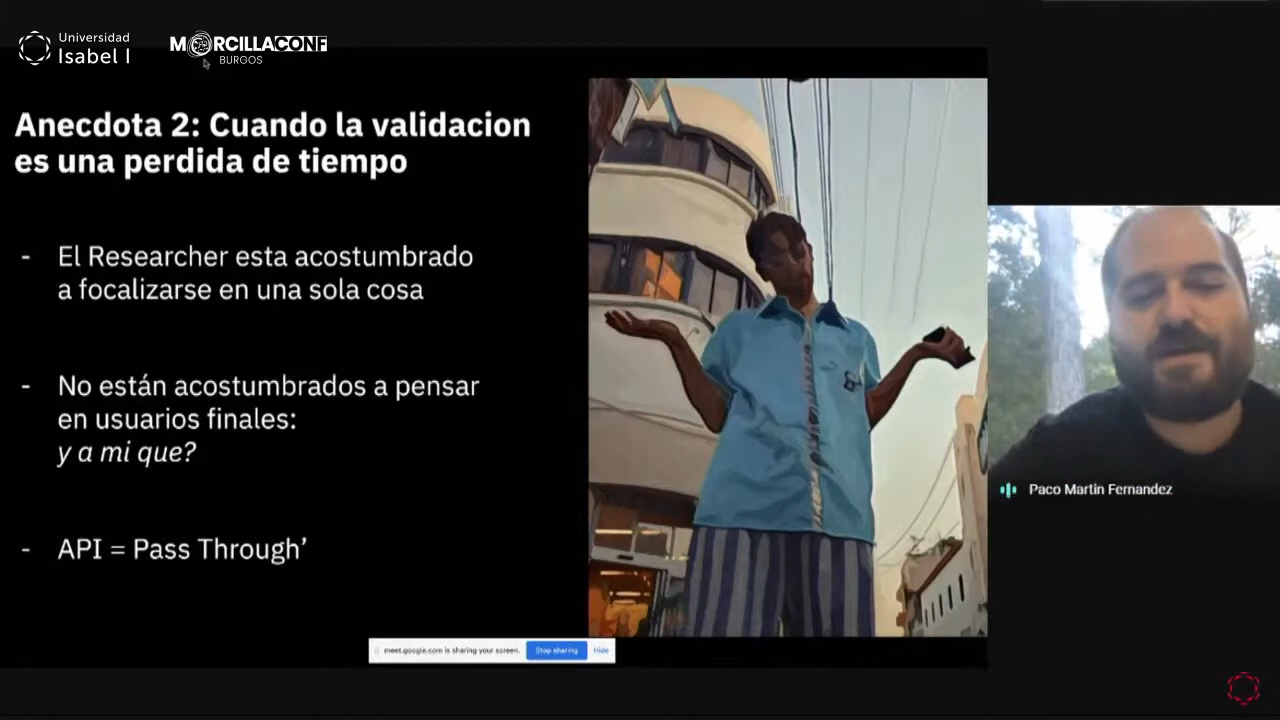 Universidad
Isabel I
MORCILLACONF
BURGOS
Anecdota 2: Cuando la validacion
es una perdida de tiempo
- El Researcher esta acostumbrado
a focalizarse en una sola cosa
- No están acostumbrados a pensar
en usuarios finales:
y a mi que?
- API = Pass Through’
Paco Martin Fernandez
meet.google.com is sharing your screen.
Stop sharing
Hide